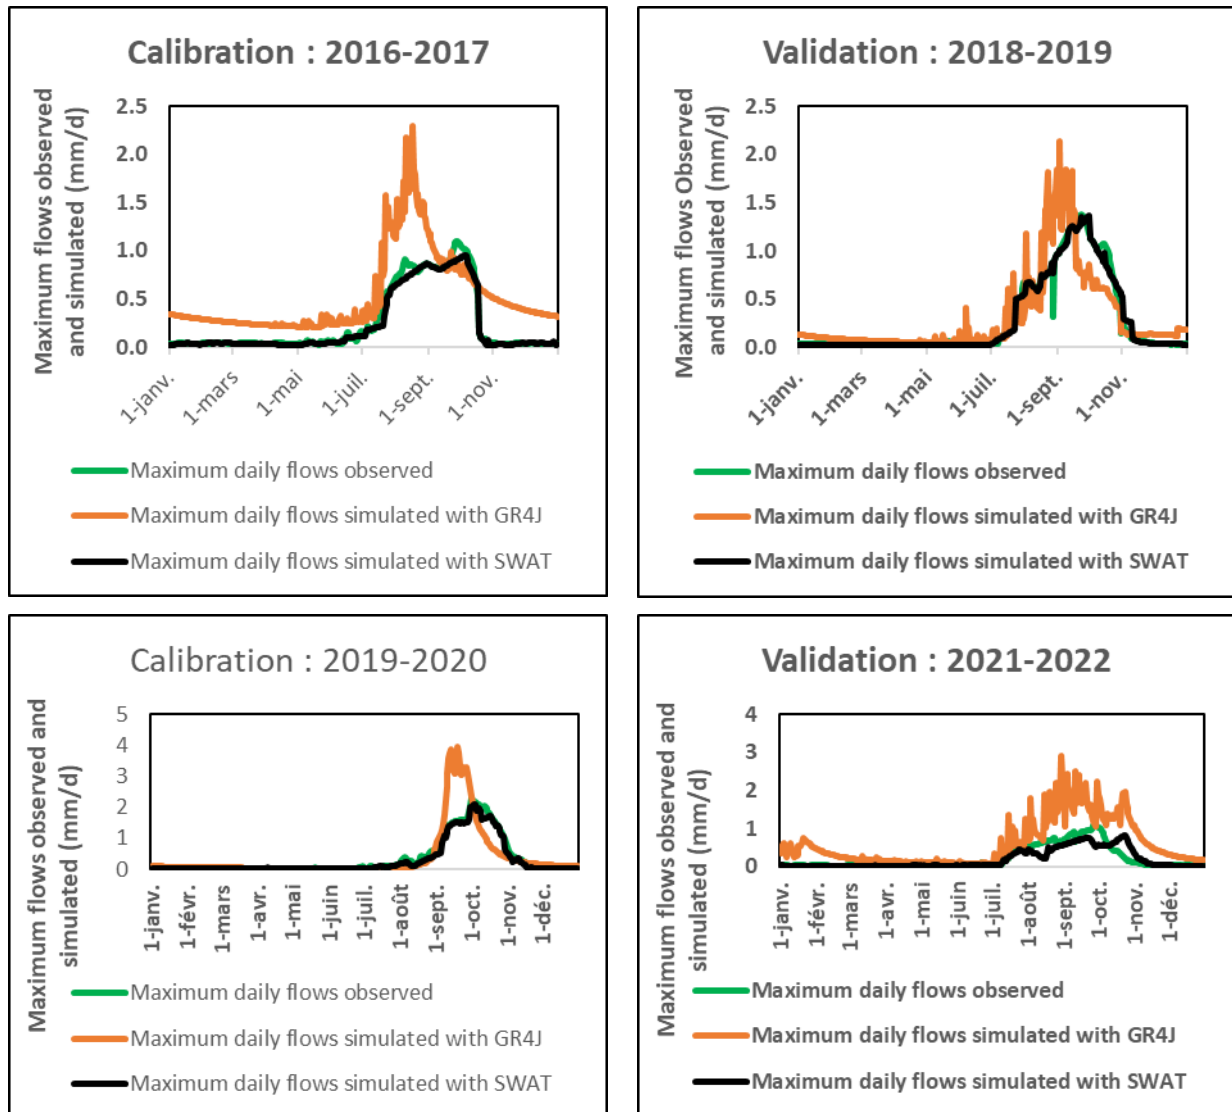 Calibration : 2016-2017
Maximum flows observed
and simulated (mm/d)
2.5
2.0
1.5
1.0
0.5
0.0
1-janv.
1-mars
1-mai
1-juil.
1-sept.
1-nov.
Maximum daily flows observed
Maximum daily flows simulated with GR4J
Maximum daily flows simulated with SWAT
Validation : 2018-2019
Maximum flows Observed
and simulated (mm/d)
2.5
2.0
1.5
1.0
0.5
0.0
1-janv.
1-mars
1-mai
1-juil.
1-sept.
1-nov.
Maximum daily flows observed
Maximum daily flows simulated with GR4J
Maximum daily flows simulated with SWAT
Calibration : 2019-2020
Maximum flows observed and
simulated (mm/d)
5
4
3
2
1
0
1-janv.
1-févr.
1-mars
1-avr.
1-mai
1-juin
1-juil.
1-août
1-sept.
1-oct.
1-nov.
1-déc.
Maximum daily flows observed
Maximum daily flows simulated with GR4J
Maximum daily flows simulated with SWAT
Validation : 2021-2022
Maximum flows observed and
simulated (mm/d)
4
3
2
1
0
1-janv.
1-févr.
1-mars
1-avr.
1-mai
1-juin
1-juil.
1-août
1-sept.
1-oct.
1-nov.
1-déc.
Maximum daily flows observed
Maximum daily flows simulated with GR4J
Maximum daily flows simulated with SWAT